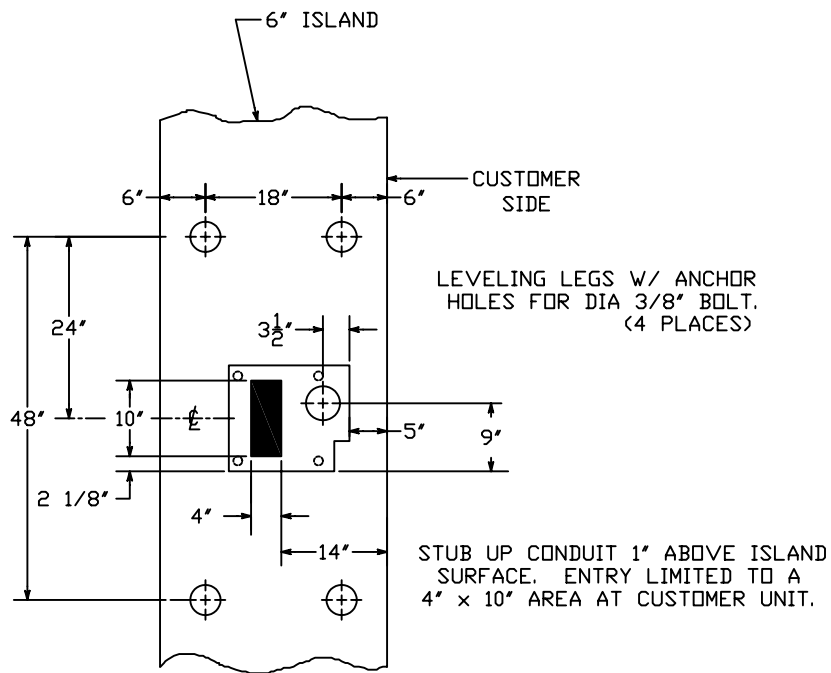 6" ISLAND
6"
18"
6"
CUSTOMER
SIDE
LEVELING LEGS W/ ANCHOR
HOLES FOR DIA 3/8" BOLT.
(4 PLACES)
24"
3 1/2"
48"
10"
℄
5"
9"
2 1/8"
4"
14"
STUB UP CONDUIT 1" ABOVE ISLAND
SURFACE. ENTRY LIMITED TO A
4" x 10" AREA AT CUSTOMER UNIT.